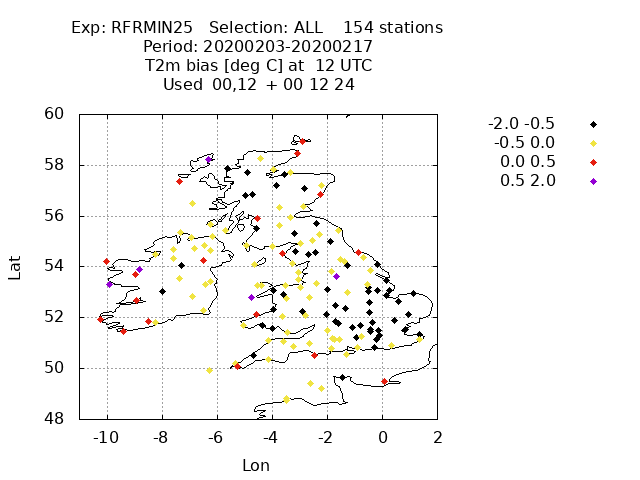 Exp: RFRMIN25 Selection: ALL 154 stations
Period: 20200203-20200217
T2m bias [deg C] at 12 UTC
Used 00,12 + 00 12 24
-2.0 -0.5
-0.5 0.0
0.0 0.5
0.5 2.0
60
58
56
54
52
50
48
Lat
-10 -8 -6 -4 -2 0 2
Lon